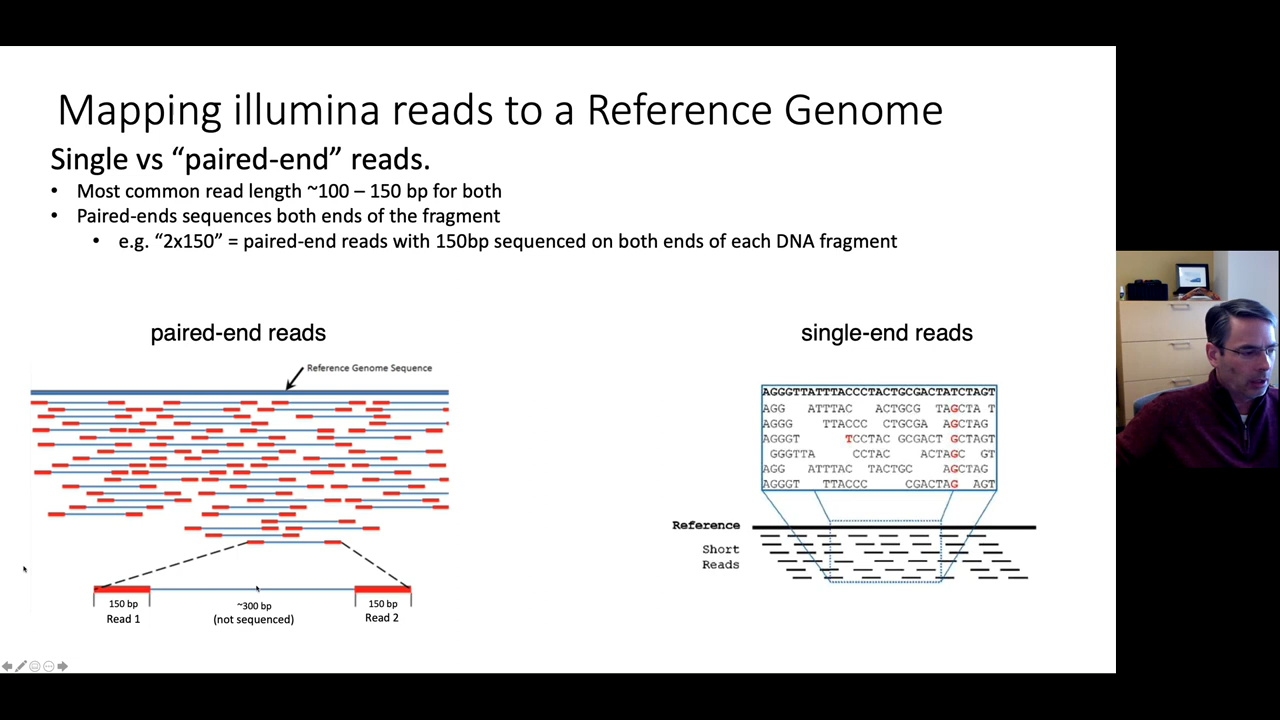 Mapping illumina reads to a Reference Genome
Single vs “paired-end” reads.
• Most common read length ~100 – 150 bp for both
• Paired-ends sequences both ends of the fragment
• e.g. “2x150” = paired-end reads with 150bp sequenced on both ends of each DNA fragment
paired-end reads
Reference Genome Sequence
150 bp
Read 1
~300 bp
(not sequenced)
150 bp
Read 2
single-end reads
AGGGTTATTTACCCTACTGCGACTATCTAGT
AGG ATTTAC ACTGCG TAGCTA T
AGGG TTACCC CTGCGA AGCTAG
AGGGT TCCTAC GCGACT GCTAGT
GGGTTA CCTAC ACTAGC GT
AGG ATTTAC TACTGC AGCTAG
AGGGT TTACCC CGACTAG AGT
Reference
Short
Reads